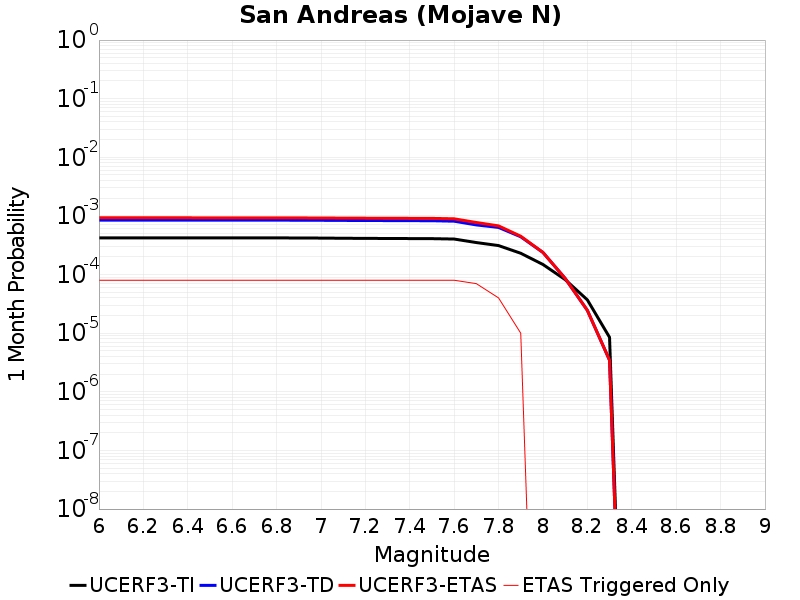 San Andreas (Mojave N)
1 Month Probability
10^0
10^-1
10^-2
10^-3
10^-4
10^-5
10^-6
10^-7
10^-8
6 6.2 6.4 6.6 6.8 7 7.2 7.4 7.6 7.8 8 8.2 8.4 8.6 8.8 9
Magnitude
UCERF3-TI UCERF3-TD UCERF3-ETAS ETAS Triggered Only